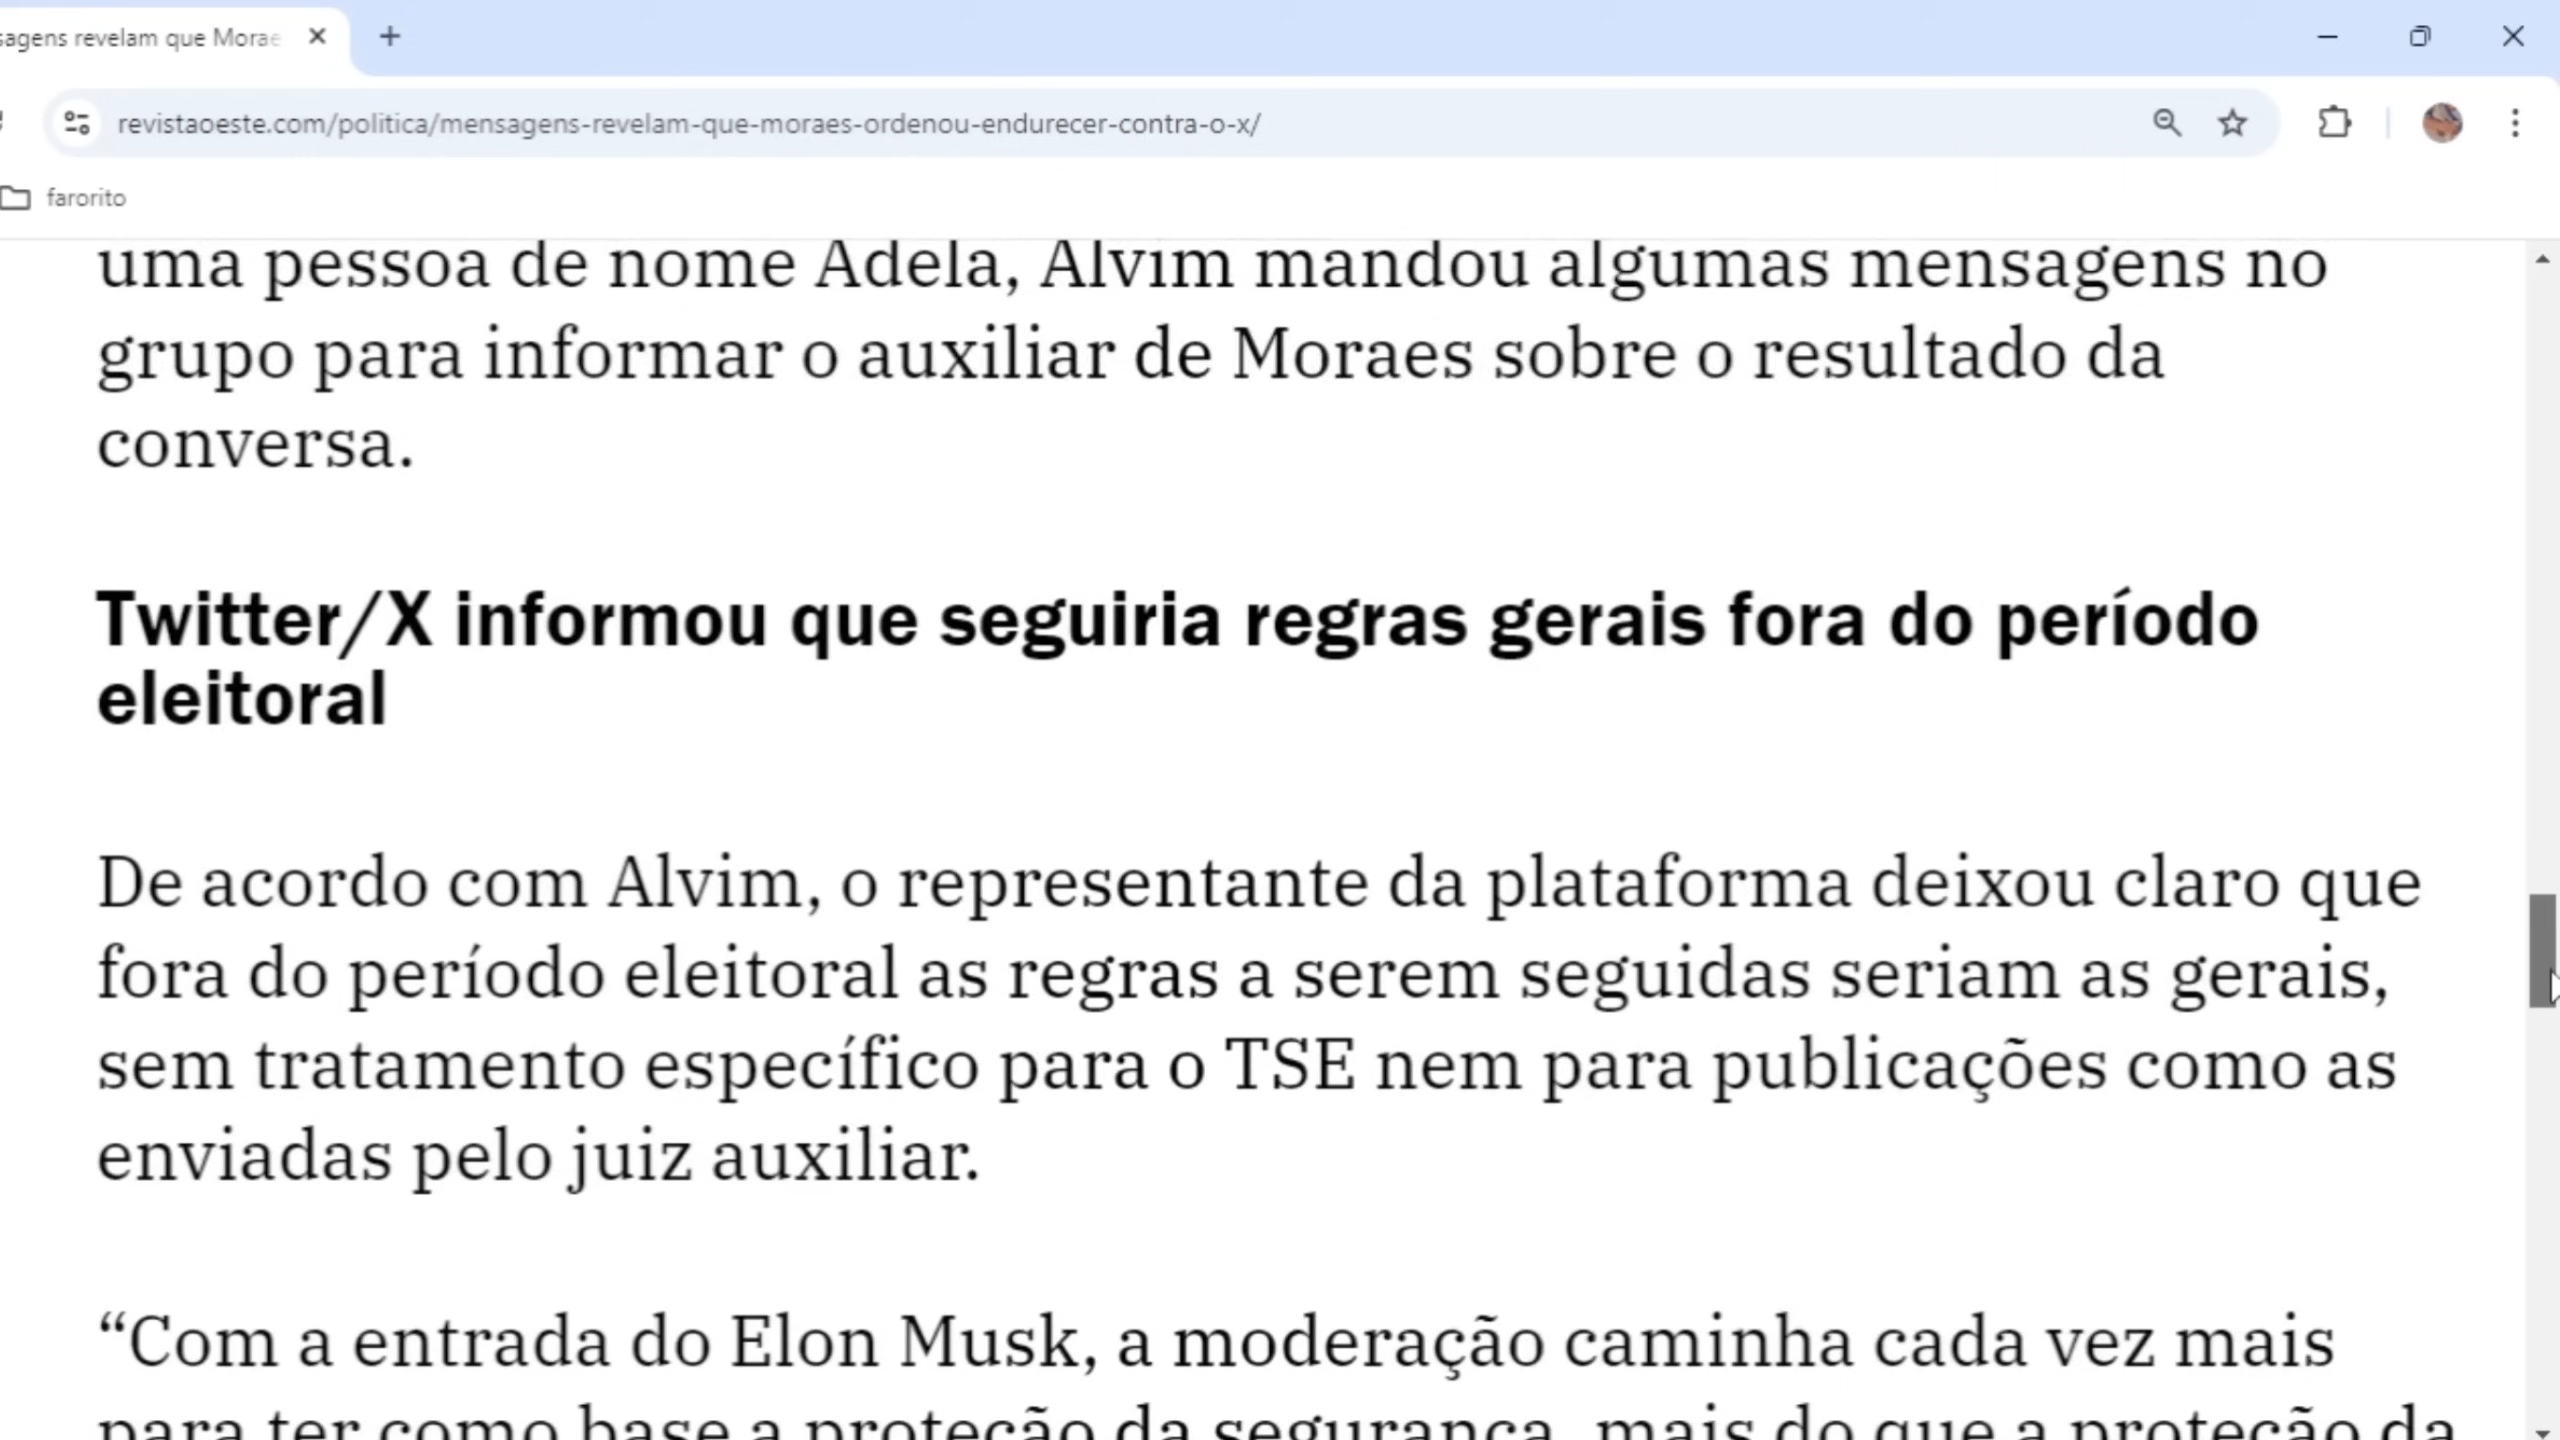 sagens revelam que Morae
revistaoeste.com/politica/mensagens-revelam-que-moraes-ordenou-endurecer-contra-o-x/
farorito
uma pessoa de nome Adela, Alvim mandou algumas mensagens no
grupo para informar o auxiliar de Moraes sobre o resultado da
conversa.
Twitter/X informou que seguiria regras gerais fora do período
eleitoral
De acordo com Alvim, o representante da plataforma deixou claro que
fora do período eleitoral as regras a serem seguidas seriam as gerais,
sem tratamento específico para o TSE nem para publicações como as
enviadas pelo juiz auxiliar.
“Com a entrada do Elon Musk, a moderação caminha cada vez mais
para ter como base a proteção da segurança, mais do que a proteção da